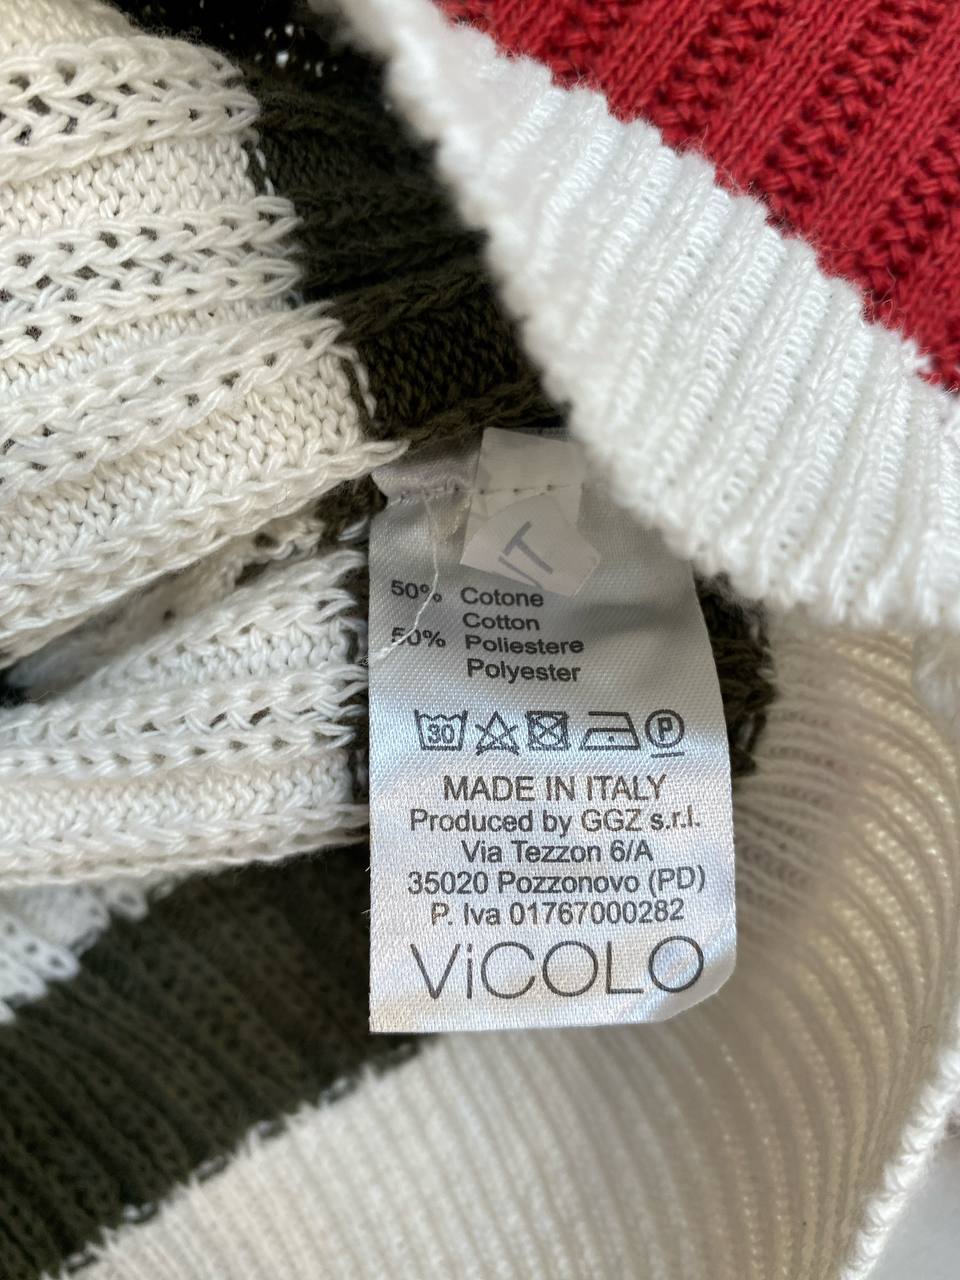 50% Cotone
Cotton
50% Poliestere
Polyester
30 P
MADE IN ITALY
Produced by GGZ s.r.l.
Via Tezzon 6/A
35020 Pozzonovo (PD)
P. Iva 01767000282
ViCOLO